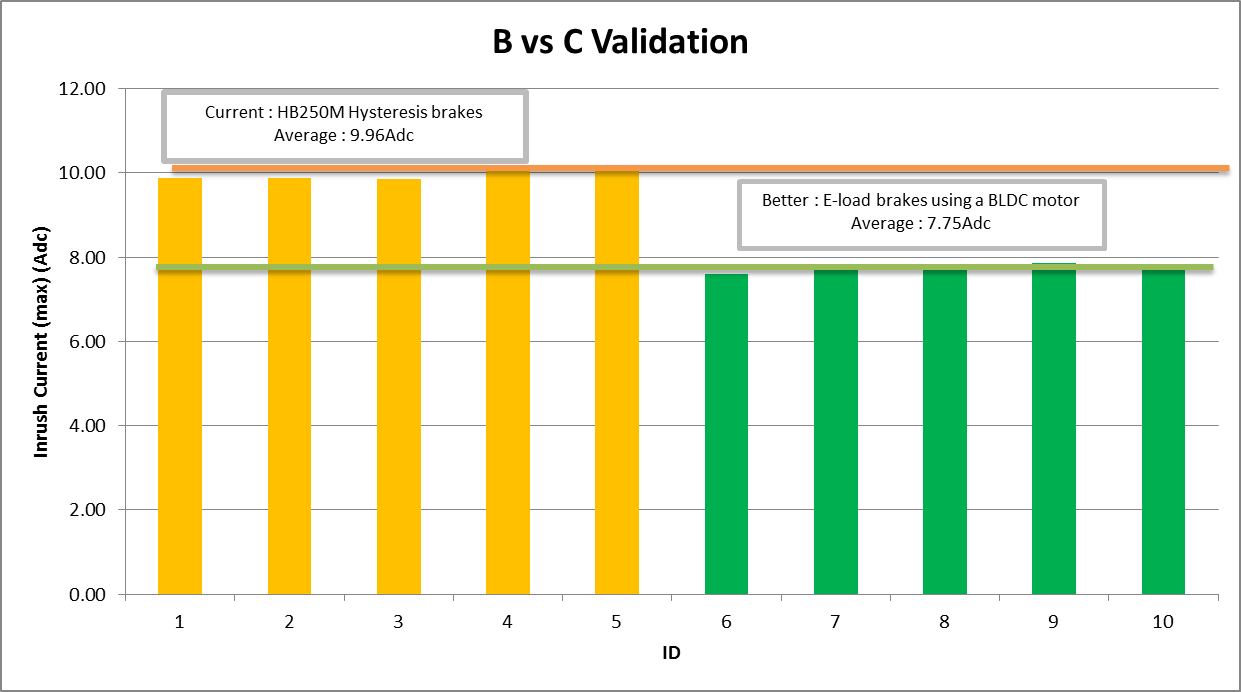 B vs C Validation
Inrush Current (max) (Adc)
12.00
10.00
8.00
6.00
4.00
2.00
0.00
Current : HB250M Hysteresis brakes
Average : 9.96Adc
Better : E-load brakes using a BLDC motor
Average : 7.75Adc
1 2 3 4 5 6 7 8 9 10
ID